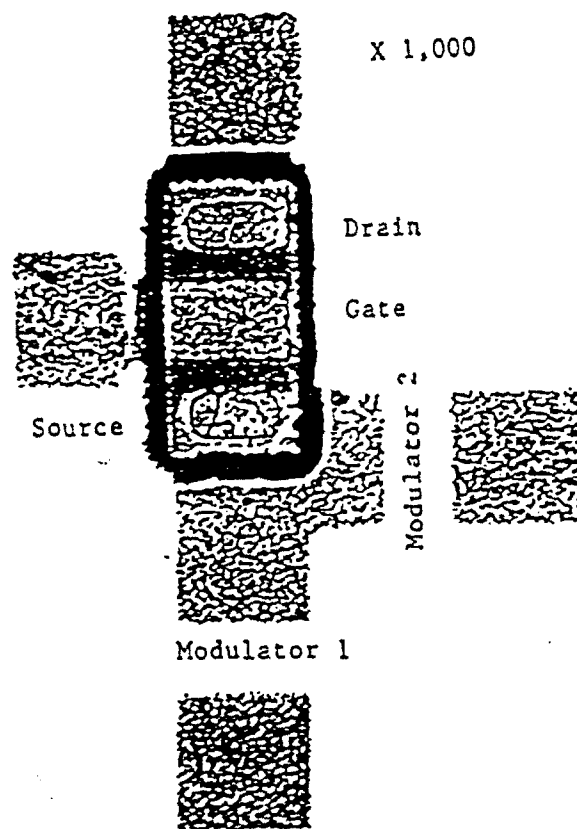 X 1,000
Drain
Gate
Source
Modulator 2
Modulator 1